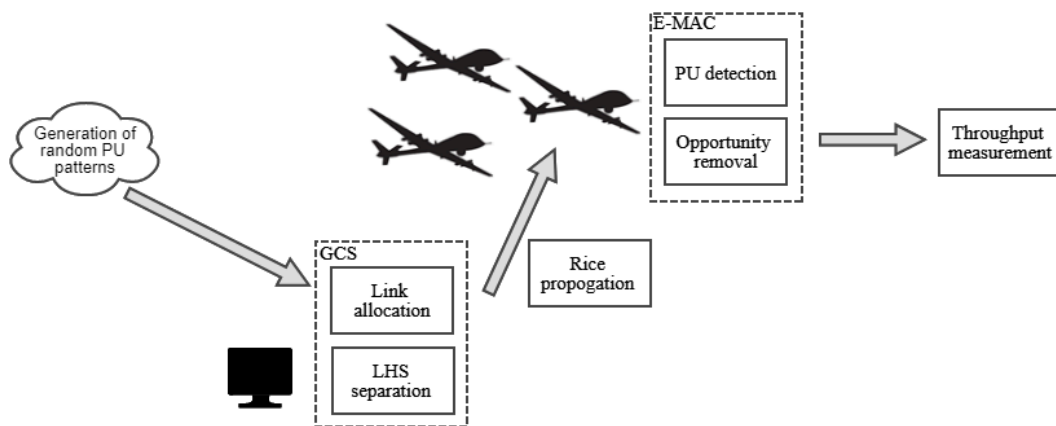 E-MAC
PU detection
Opportunity
removal
Throughput
measurement
Generation of
random PU
patterns
GCS
Link
allocation
LHS
separation
Rice
propogation